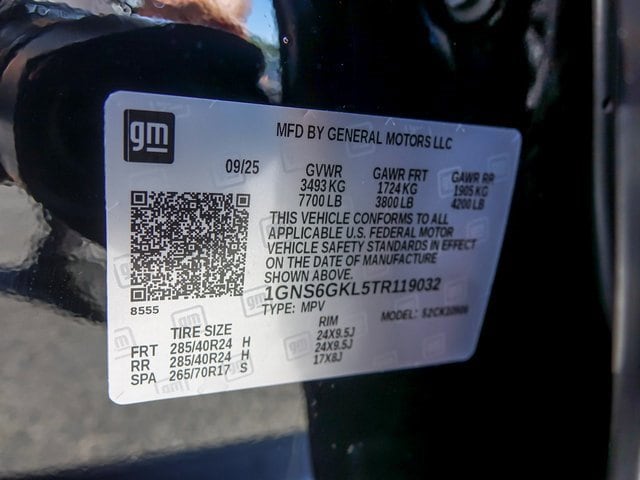 gm
MFD BY GENERAL MOTORS LLC
09/25 GVWR GAWR FRT GAWR RR
3493 KG 1724 KG 1905 KG
7700 LB 3800 LB 4200 LB
THIS VEHICLE CONFORMS TO ALL
APPLICABLE U.S. FEDERAL MOTOR
VEHICLE SAFETY STANDARDS IN EFFECT
ON THE DATE OF MANUFACTURE
SHOWN ABOVE.
1GNS6GKL5TR119032
8555 TYPE: MPV MODEL:
TIRE SIZE RIM
FRT 285/40R24 H 24X9.5J
RR 285/40R24 H 24X9.5J
SPA 265/70R17 S 17X8J